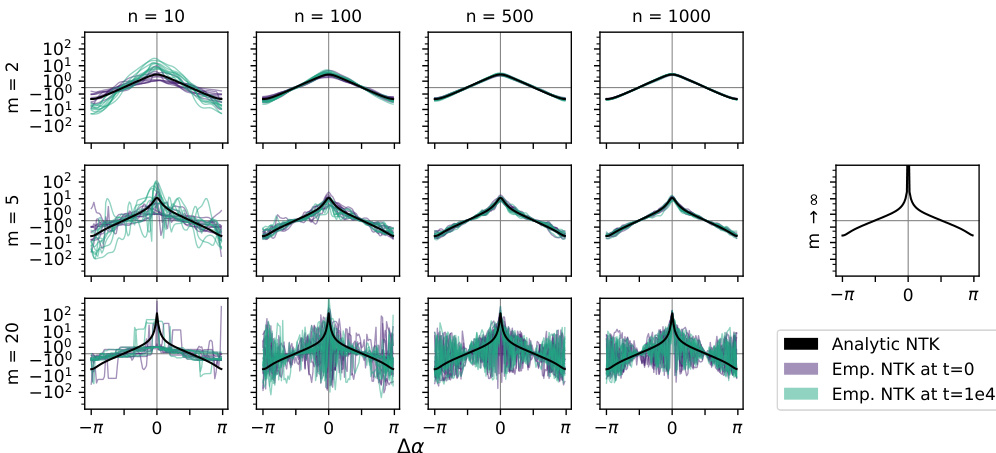 n = 10
n = 100
n = 500
n = 1000
m = 2
10²
10¹
10⁰
−10⁰
−10¹
−10²
m = 5
10²
10¹
10⁰
−10⁰
−10¹
−10²
m → ∞
−π
0
π
m = 20
10²
10¹
10⁰
−10⁰
−10¹
−10²
−π
0
π
−π
0
π
−π
0
π
−π
0
π
Δα
Analytic NTK
Emp. NTK at t=0
Emp. NTK at t=1e4